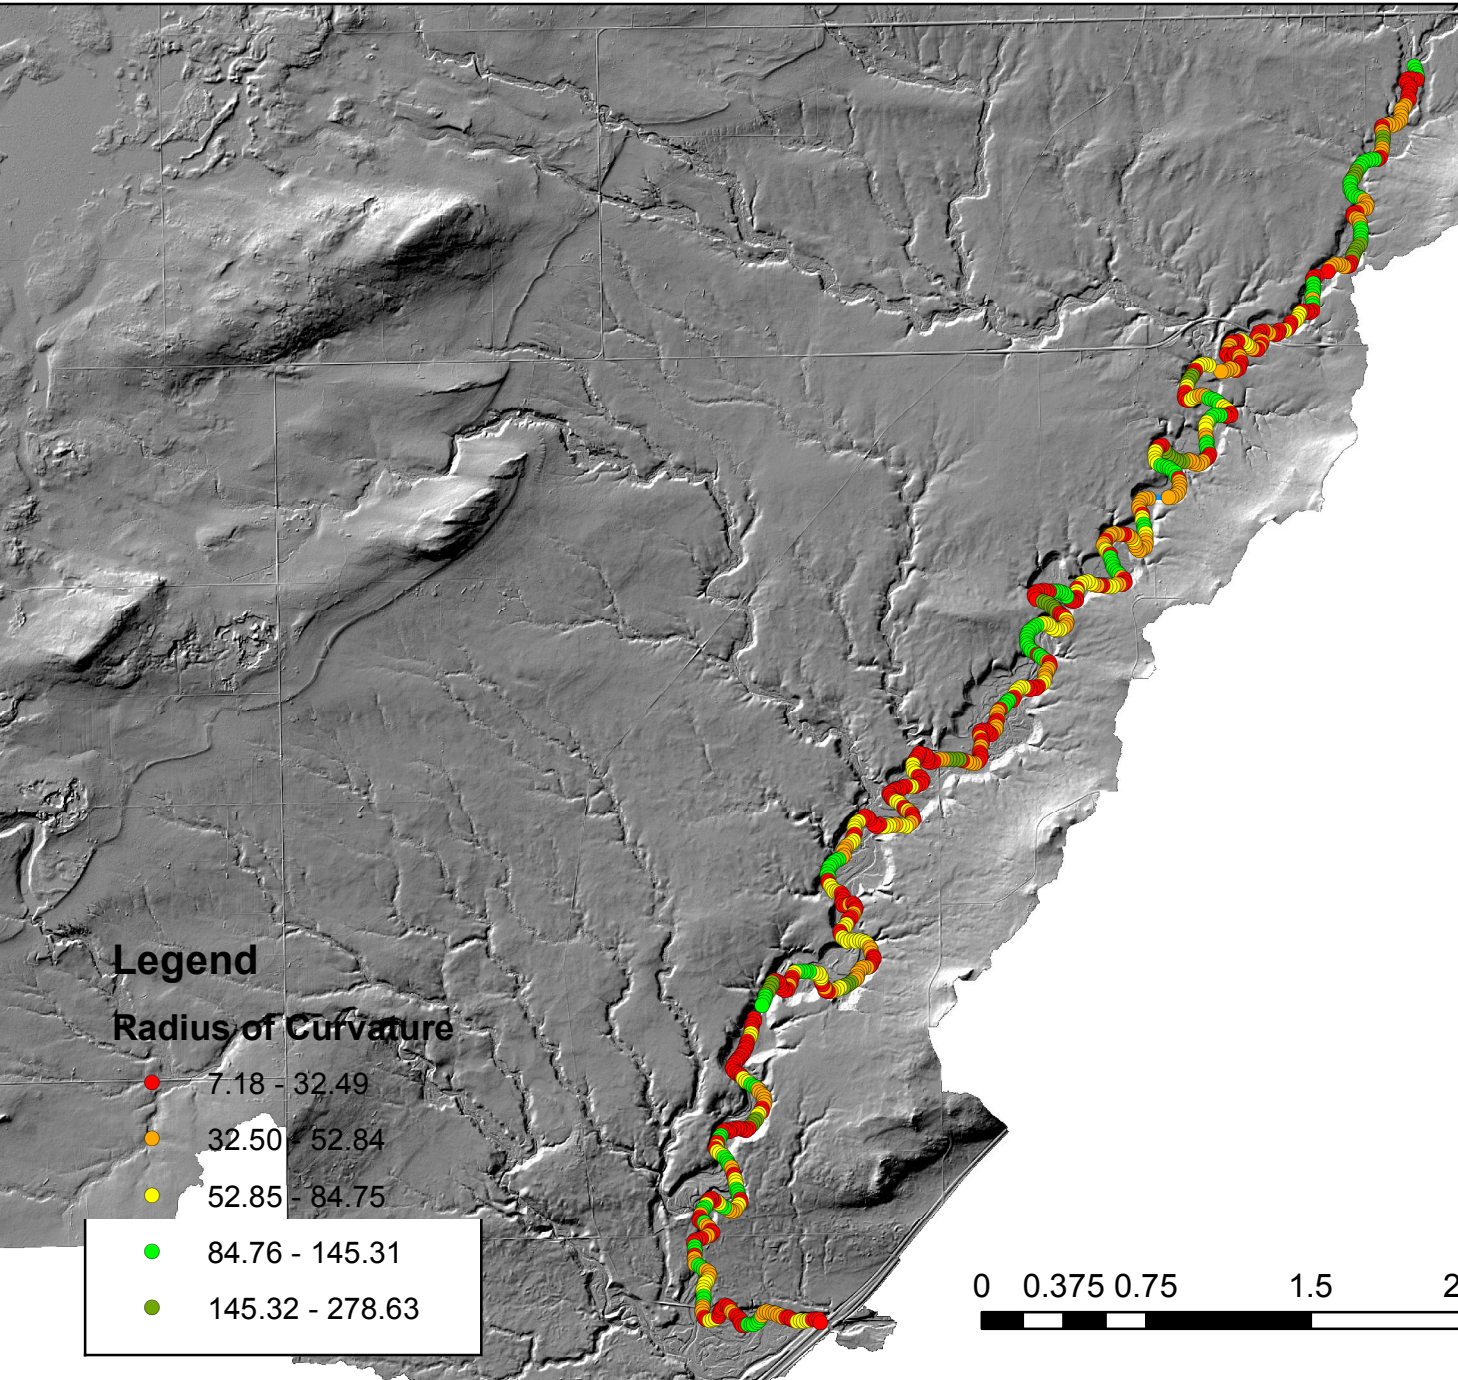 Legend
Radius of Curvature
7.18 - 32.49
32.50 - 52.84
52.85 - 84.75
84.76 - 145.31
145.32 - 278.63
0 0.375 0.75 1.5 2